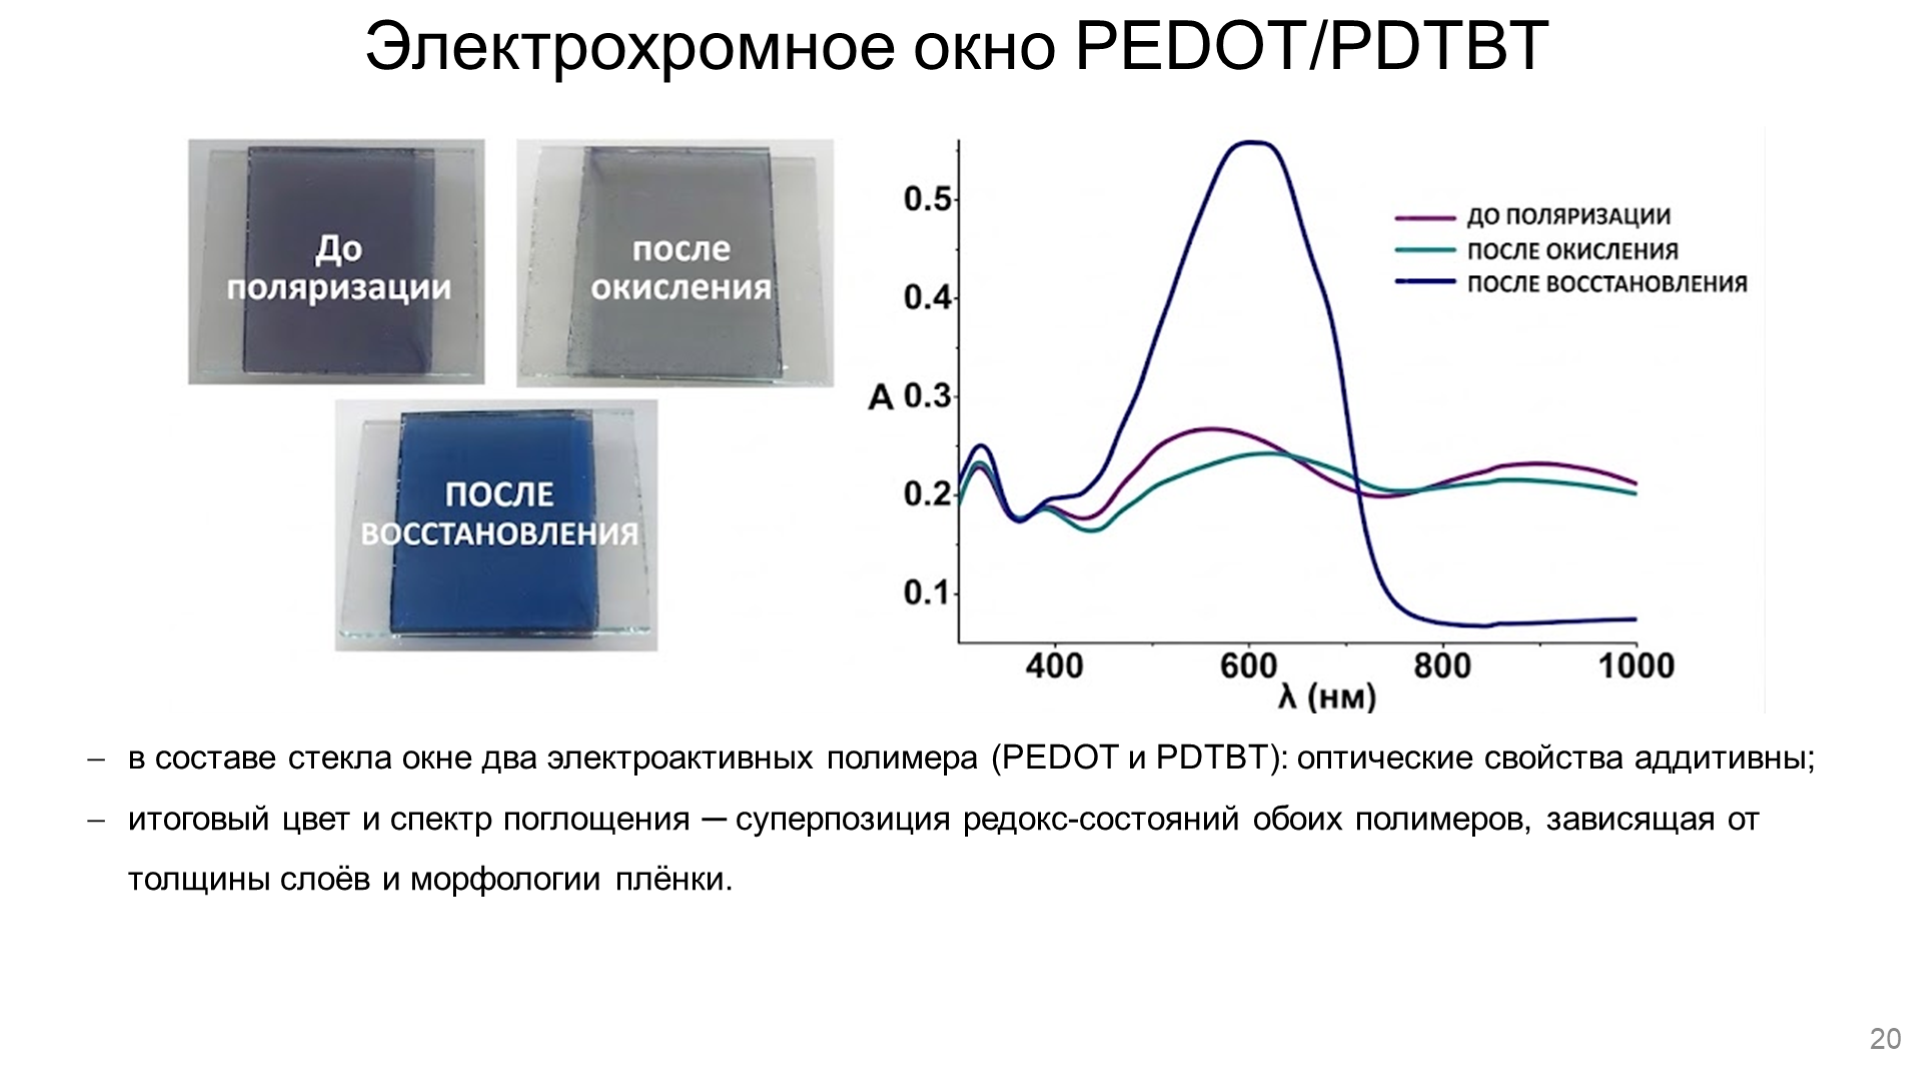 Электрохромное окно PEDOT/PDTBT
До
поляризации
после
окисления
ПОСЛЕ
ВОССТАНОВЛЕНИЯ
0.5
0.4
A 0.3
0.2
0.1
400 600 800 1000
λ (нм)
ДО ПОЛЯРИЗАЦИИ
ПОСЛЕ ОКИСЛЕНИЯ
ПОСЛЕ ВОССТАНОВЛЕНИЯ
– в составе стекла окне два электроактивных полимера (PEDOT и PDTBT): оптические свойства аддитивны;
– итоговый цвет и спектр поглощения — суперпозиция редокс-состояний обоих полимеров, зависящая от
толщины слоёв и морфологии плёнки.
20